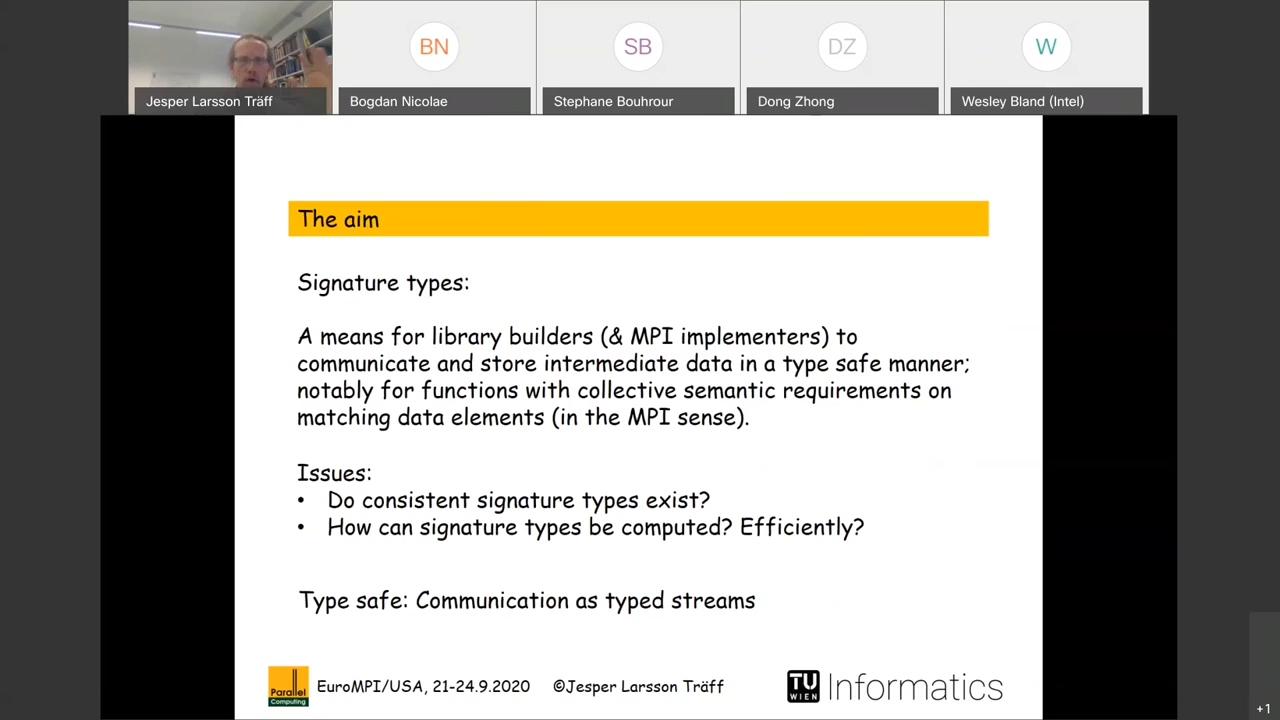 BN
SB
DZ
W
Jesper Larsson Träff
Bogdan Nicolae
Stephane Bouhrour
Dong Zhong
Wesley Bland (Intel)
The aim
Signature types:
A means for library builders (& MPI implementers) to
communicate and store intermediate data in a type safe manner;
notably for functions with collective semantic requirements on
matching data elements (in the MPI sense).
Issues:
• Do consistent signature types exist?
• How can signature types be computed? Efficiently?
Type safe: Communication as typed streams
Parallel
Computing
EuroMPI/USA, 21-24.9.2020 ©Jesper Larsson Träff
TU
WIEN
Informatics
+1